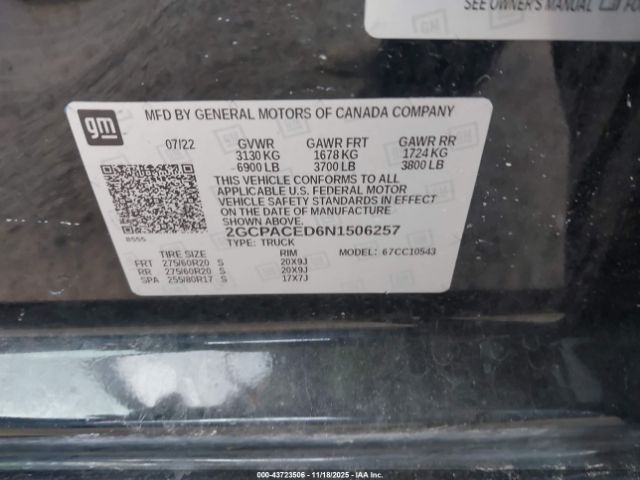 SEE OWNER'S MANUAL
gm
MFD BY GENERAL MOTORS OF CANADA COMPANY
07/22 GVWR GAWR FRT GAWR RR
3130 KG 1678 KG 1724 KG
6900 LB 3700 LB 3800 LB
THIS VEHICLE CONFORMS TO ALL
APPLICABLE U.S. FEDERAL MOTOR
VEHICLE SAFETY STANDARDS IN EFFECT
ON THE DATE OF MANUFACTURE
SHOWN ABOVE.
2GCPACED6N1506257
B555 TYPE: TRUCK MODEL: 67CC10543
TIRE SIZE RIM
FRT 275/60R20 S 20X9J
RR 275/60R20 S 20X9J
SPA 255/80R17 S 17X7J
00-43723506 - 11/18/2025 - IAA Inc.